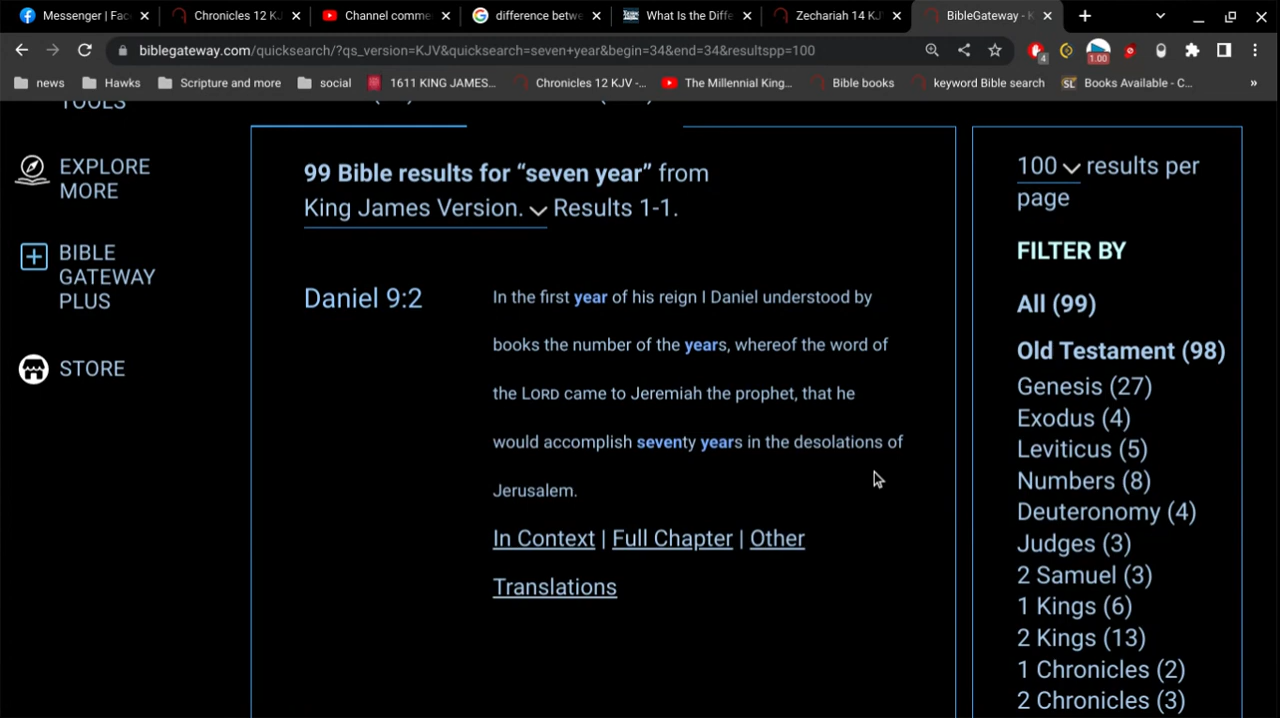 Messenger | Fac
Chronicles 12 KJ
Channel comme
difference betwe
What Is the Diffe
Zechariah 14 KJ
BibleGateway - K
biblegateway.com/quicksearch/?qs_version=KJV&quicksearch=seven+year&begin=34&end=34&resultspp=100
4
1.00
news
Hawks
Scripture and more
social
1611 KING JAMES...
Chronicles 12 KJV -...
The Millennial King...
Bible books
keyword Bible search
SL Books Available - C...
»
TOOLS
EXPLORE
MORE
BIBLE
GATEWAY
PLUS
STORE
99 Bible results for “seven year” from
King James Version. Results 1-1.
Daniel 9:2
In the first year of his reign I Daniel understood by
books the number of the years, whereof the word of
the LORD came to Jeremiah the prophet, that he
would accomplish seventy years in the desolations of
Jerusalem.
In Context | Full Chapter | Other
Translations
100 results per
page
FILTER BY
All (99)
Old Testament (98)
Genesis (27)
Exodus (4)
Leviticus (5)
Numbers (8)
Deuteronomy (4)
Judges (3)
2 Samuel (3)
1 Kings (6)
2 Kings (13)
1 Chronicles (2)
2 Chronicles (3)